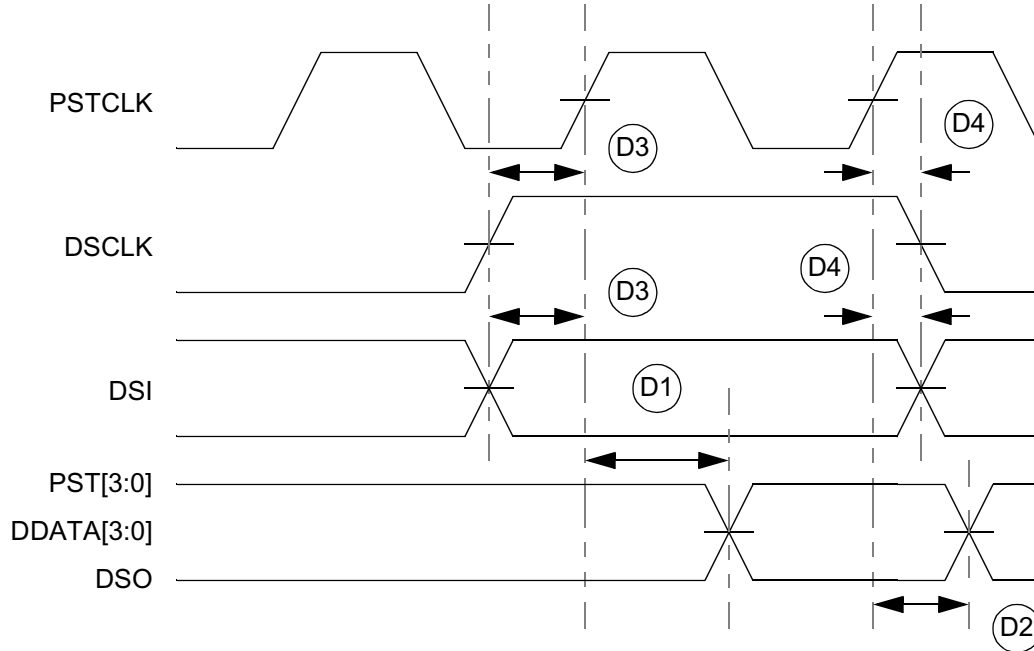 PSTCLK
D4
D3
DSCLK
D4
D3
DSI
D1
PST[3:0]
DDATA[3:0]
DSO
D2